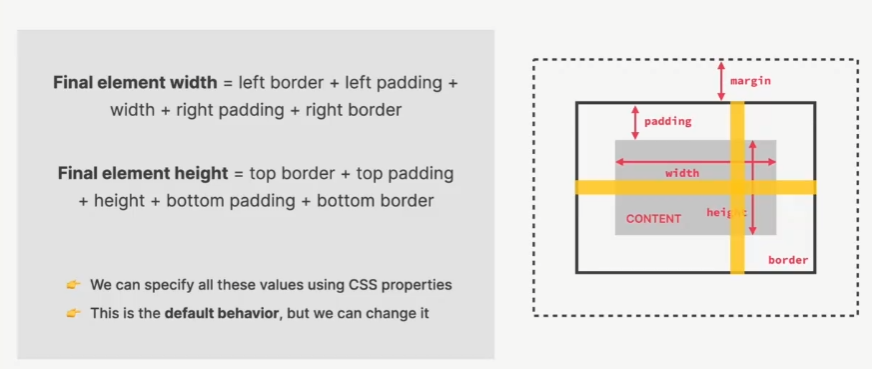 Final element width = left border + left padding +
width + right padding + right border
Final element height = top border + top padding
+ height + bottom padding + bottom border
👉 We can specify all these values using CSS properties
👉 This is the default behavior, but we can change it
margin
padding
width
CONTENT
border